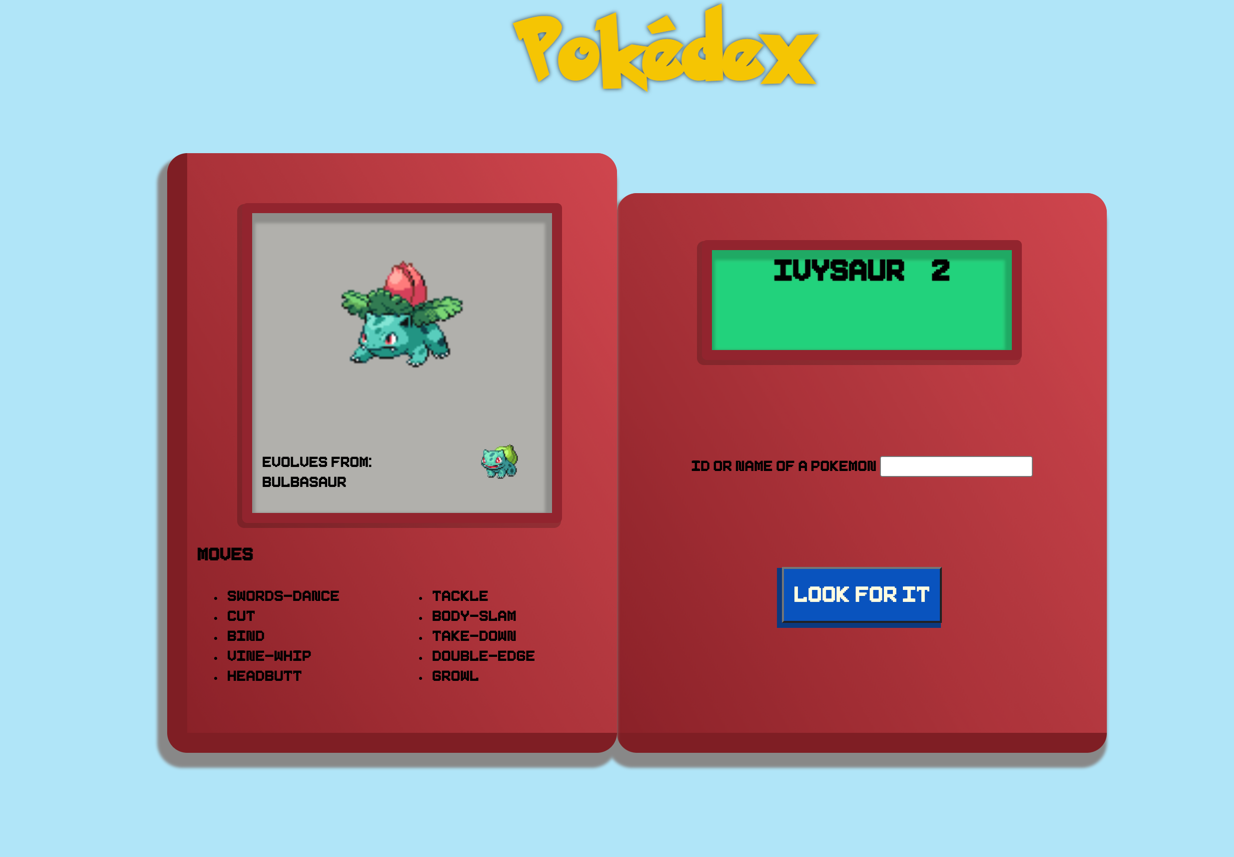 Pokédex
IVYSAUR 2
EVOLVES FROM:
BULBASAUR
ID OR NAME OF A POKEMON
MOVES
SWORDS-DANCE
CUT
BIND
VINE-WHIP
HEADBUTT
TACKLE
BODY-SLAM
TAKE-DOWN
DOUBLE-EDGE
GROWL
LOOK FOR IT